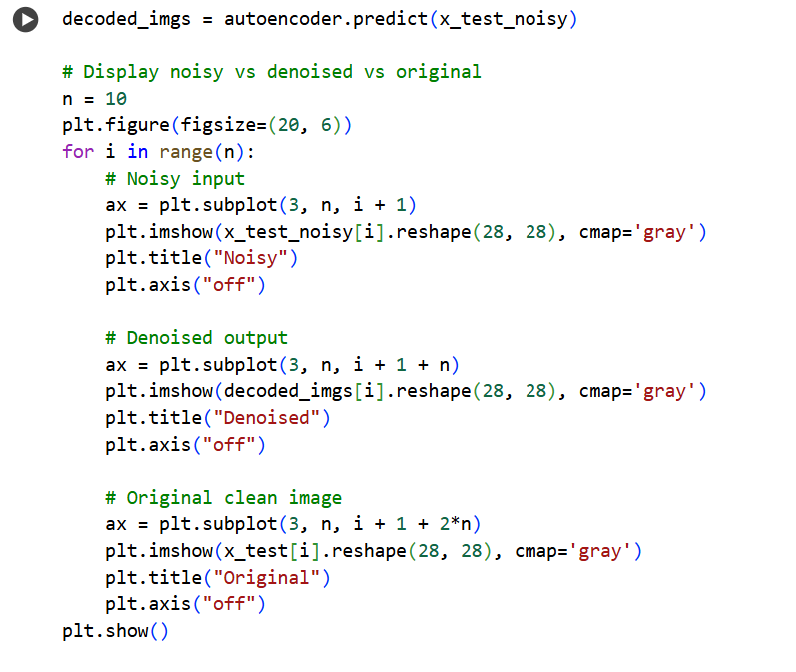 decoded_imgs = autoencoder.predict(x_test_noisy)

# Display noisy vs denoised vs original
n = 10
plt.figure(figsize=(20, 6))
for i in range(n):
    # Noisy input
    ax = plt.subplot(3, n, i + 1)
    plt.imshow(x_test_noisy[i].reshape(28, 28), cmap='gray')
    plt.title("Noisy")
    plt.axis("off")

    # Denoised output
    ax = plt.subplot(3, n, i + 1 + n)
    plt.imshow(decoded_imgs[i].reshape(28, 28), cmap='gray')
    plt.title("Denoised")
    plt.axis("off")

    # Original clean image
    ax = plt.subplot(3, n, i + 1 + 2*n)
    plt.imshow(x_test[i].reshape(28, 28), cmap='gray')
    plt.title("Original")
    plt.axis("off")
plt.show()